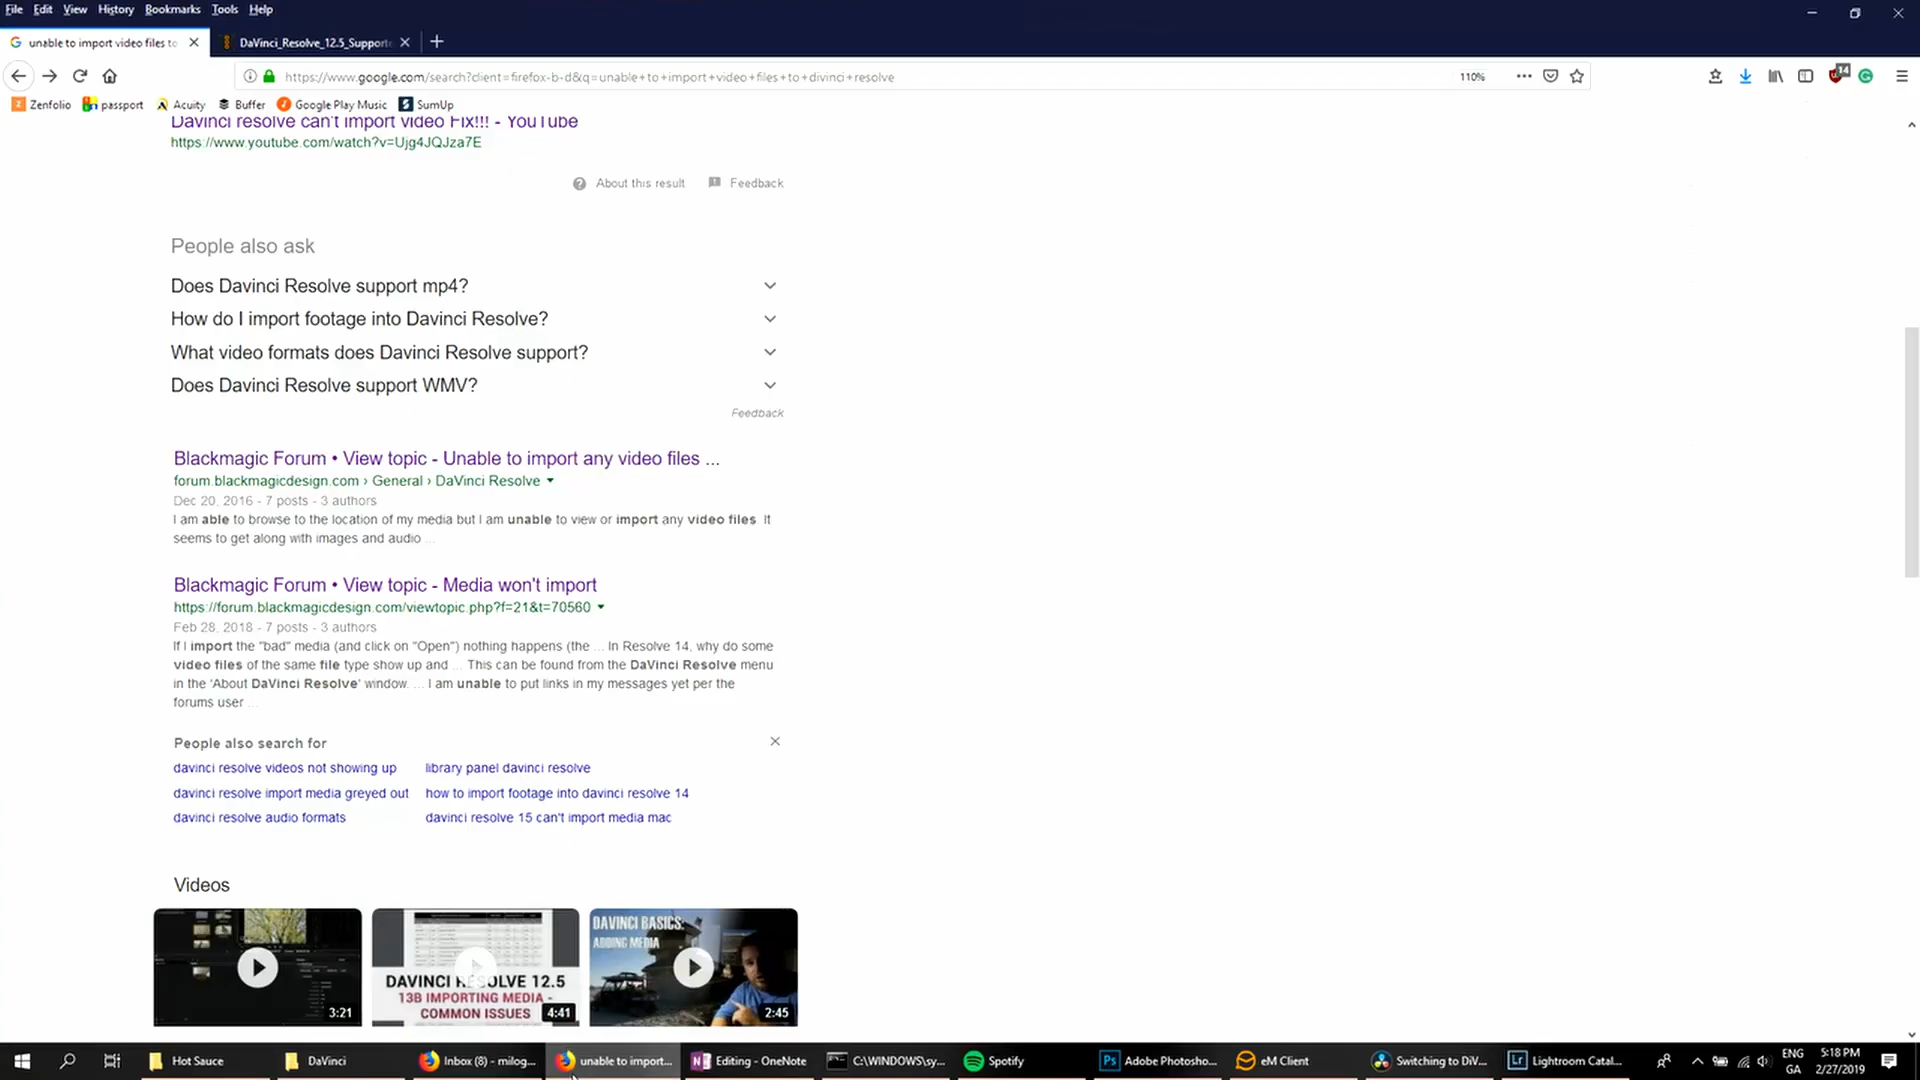 File Edit View History Bookmarks Tools Help
unable to import video files to
DaVinci_Resolve_12.5_Supporte
https://www.google.com/search?client=firefox-b-d&q=unable+to+import+video+files+to+divinci+resolve
110%
14
Zenfolio passport Acuity Buffer Google Play Music SumUp
Davinci resolve can't import video Fix!!! - YouTube
https://www.youtube.com/watch?v=Ujg4JQJza7E
About this result Feedback
People also ask
Does Davinci Resolve support mp4?
How do I import footage into Davinci Resolve?
What video formats does Davinci Resolve support?
Does Davinci Resolve support WMV?
Feedback
Blackmagic Forum • View topic - Unable to import any video files ...
forum.blackmagicdesign.com › General › DaVinci Resolve
Dec 20, 2016 - 7 posts - 3 authors
I am able to browse to the location of my media but I am unable to view or import any video files. It
seems to get along with images and audio ...
Blackmagic Forum • View topic - Media won't import
https://forum.blackmagicdesign.com/viewtopic.php?f=21&t=70560
Feb 28, 2018 - 7 posts - 3 authors
If I import the "bad" media (and click on "Open") nothing happens (the ... In Resolve 14, why do some
video files of the same file type show up and ... This can be found from the DaVinci Resolve menu
in the 'About DaVinci Resolve' window. ... I am unable to put links in my messages yet per the
forums user ...
People also search for
davinci resolve videos not showing up library panel davinci resolve
davinci resolve import media greyed out how to import footage into davinci resolve 14
davinci resolve audio formats davinci resolve 15 can't import media mac
Videos
3:21
DAVINCI RESOLVE 12.5
13B IMPORTING MEDIA -
COMMON ISSUES
4:41
DAVINCI BASICS:
ADDING MEDIA
2:45
Hot Sauce DaVinci Inbox (8) - milog... unable to import... Editing - OneNote C:\WINDOWS\sy... Spotify Adobe Photosho... eM Client Switching to DiV... Lightroom Catal...
ENG
GA
5:18 PM
2/27/2019